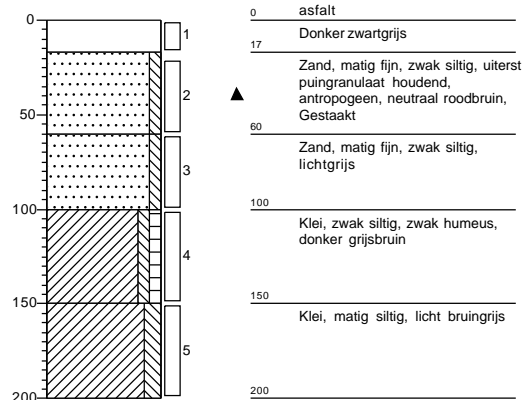 0
50
100
150
200
1
2
3
4
5
0 asfalt
Donker zwartgrijs
17
Zand, matig fijn, zwak siltig, uiterst
puingranulaat houdend,
antropogeen, neutraal roodbruin,
Gestaakt
60
Zand, matig fijn, zwak siltig,
lichtgrijs
100
Klei, zwak siltig, zwak humeus,
donker grijsbruin
150
Klei, matig siltig, licht bruingrijs
200